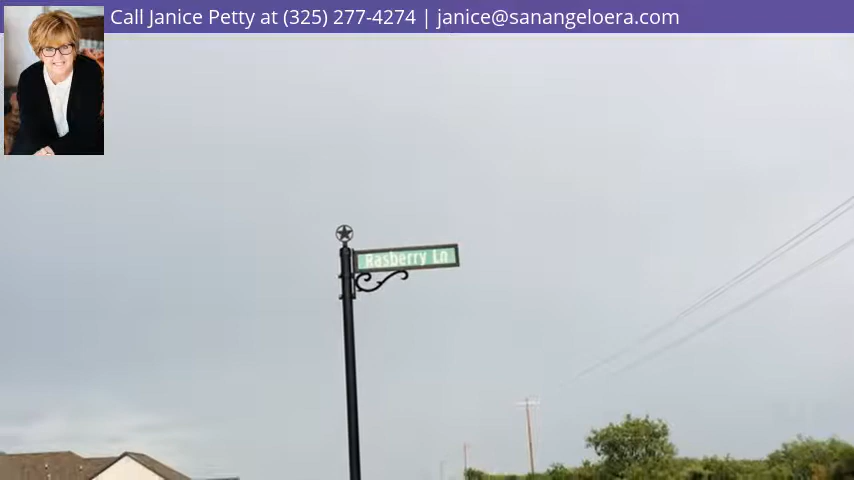 Call Janice Petty at (325) 277-4274 | janice@sanangeloera.com
Rasberry Ln